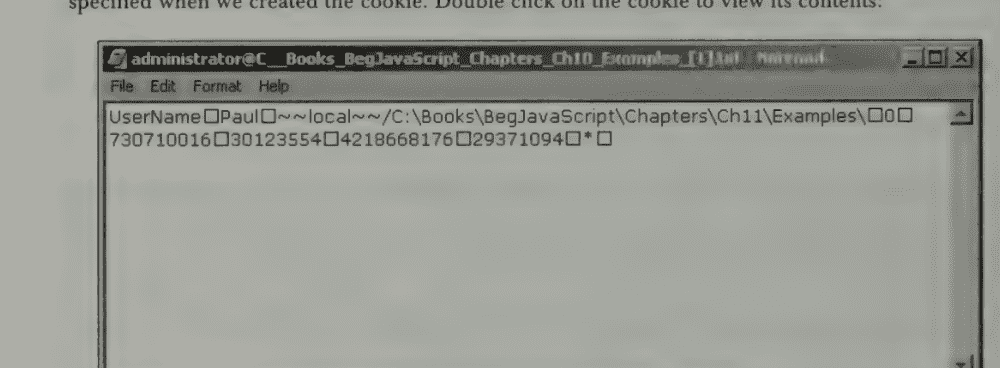 specified when we created the cookie. Double click on the cookie to view its contents:
administrator@C__Books_BegJavaScript_Chapters_Ch10_Examples_[1].txt - Notepad
File Edit Format Help
UserName□Paul□~~local~~/C:\Books\BegJavaScript\Chapters\Ch11\Examples\□0□
730710016□30123554□4218668176□29371094□*□